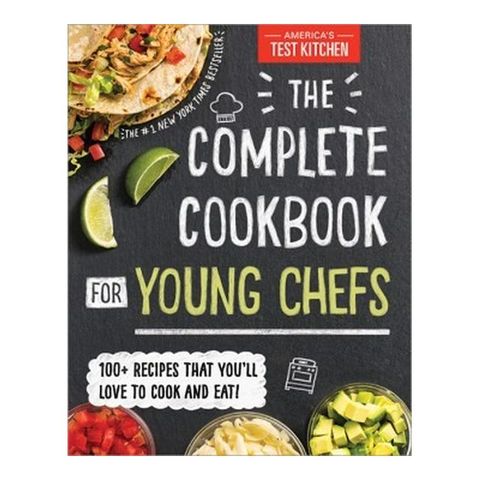 AMERICA'S
TEST KITCHEN
THE #1 NEW YORK TIMES BESTSELLER
THE
COMPLETE
COOKBOOK
FOR YOUNG CHEFS
100+ RECIPES THAT YOU'LL
LOVE TO COOK AND EAT!